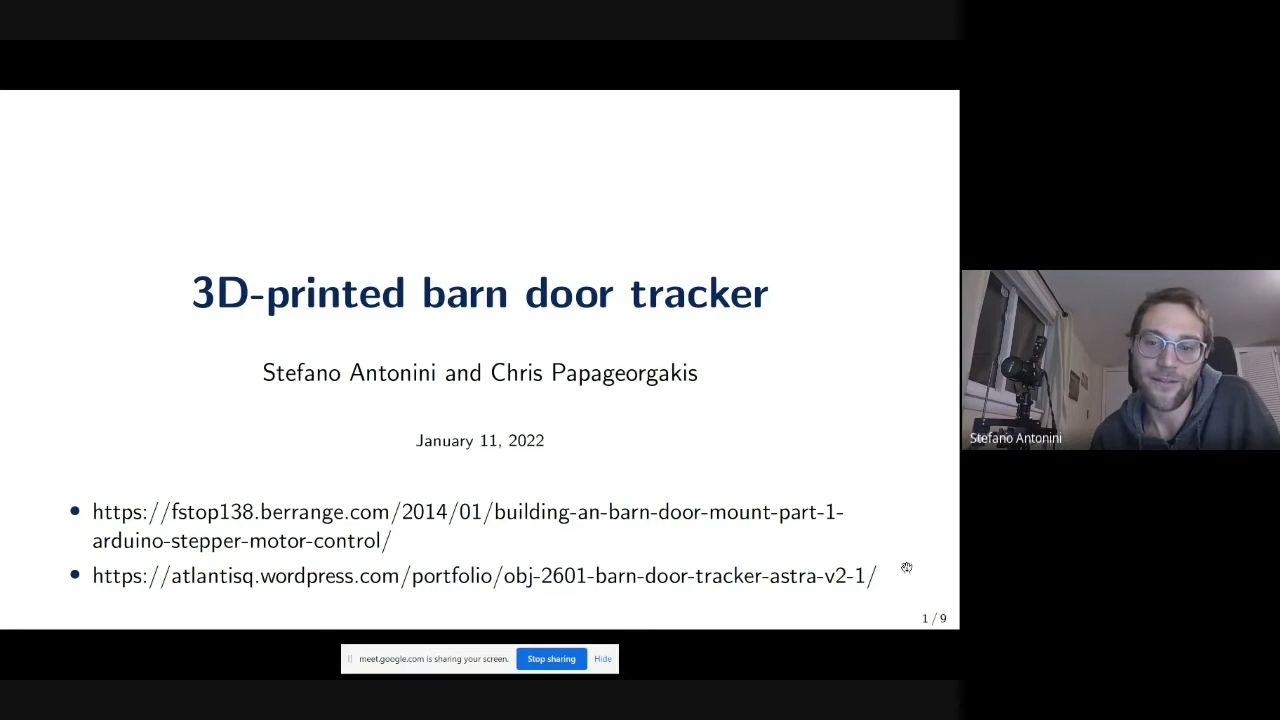 3D-printed barn door tracker
Stefano Antonini and Chris Papageorgakis
January 11, 2022
https://fstop138.berrange.com/2014/01/building-an-barn-door-mount-part-1-
arduino-stepper-motor-control/
https://atlantisq.wordpress.com/portfolio/obj-2601-barn-door-tracker-astra-v2-1/
1 / 9
Stefano Antonini
meet.google.com is sharing your screen. Stop sharing Hide